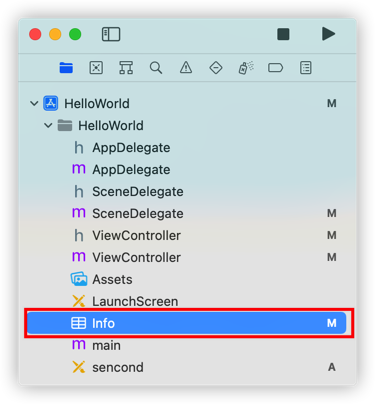 HelloWorld M
HelloWorld
h AppDelegate
m AppDelegate
h SceneDelegate
m SceneDelegate M
h ViewController M
m ViewController M
Assets
LaunchScreen
Info M
m main
sencond A